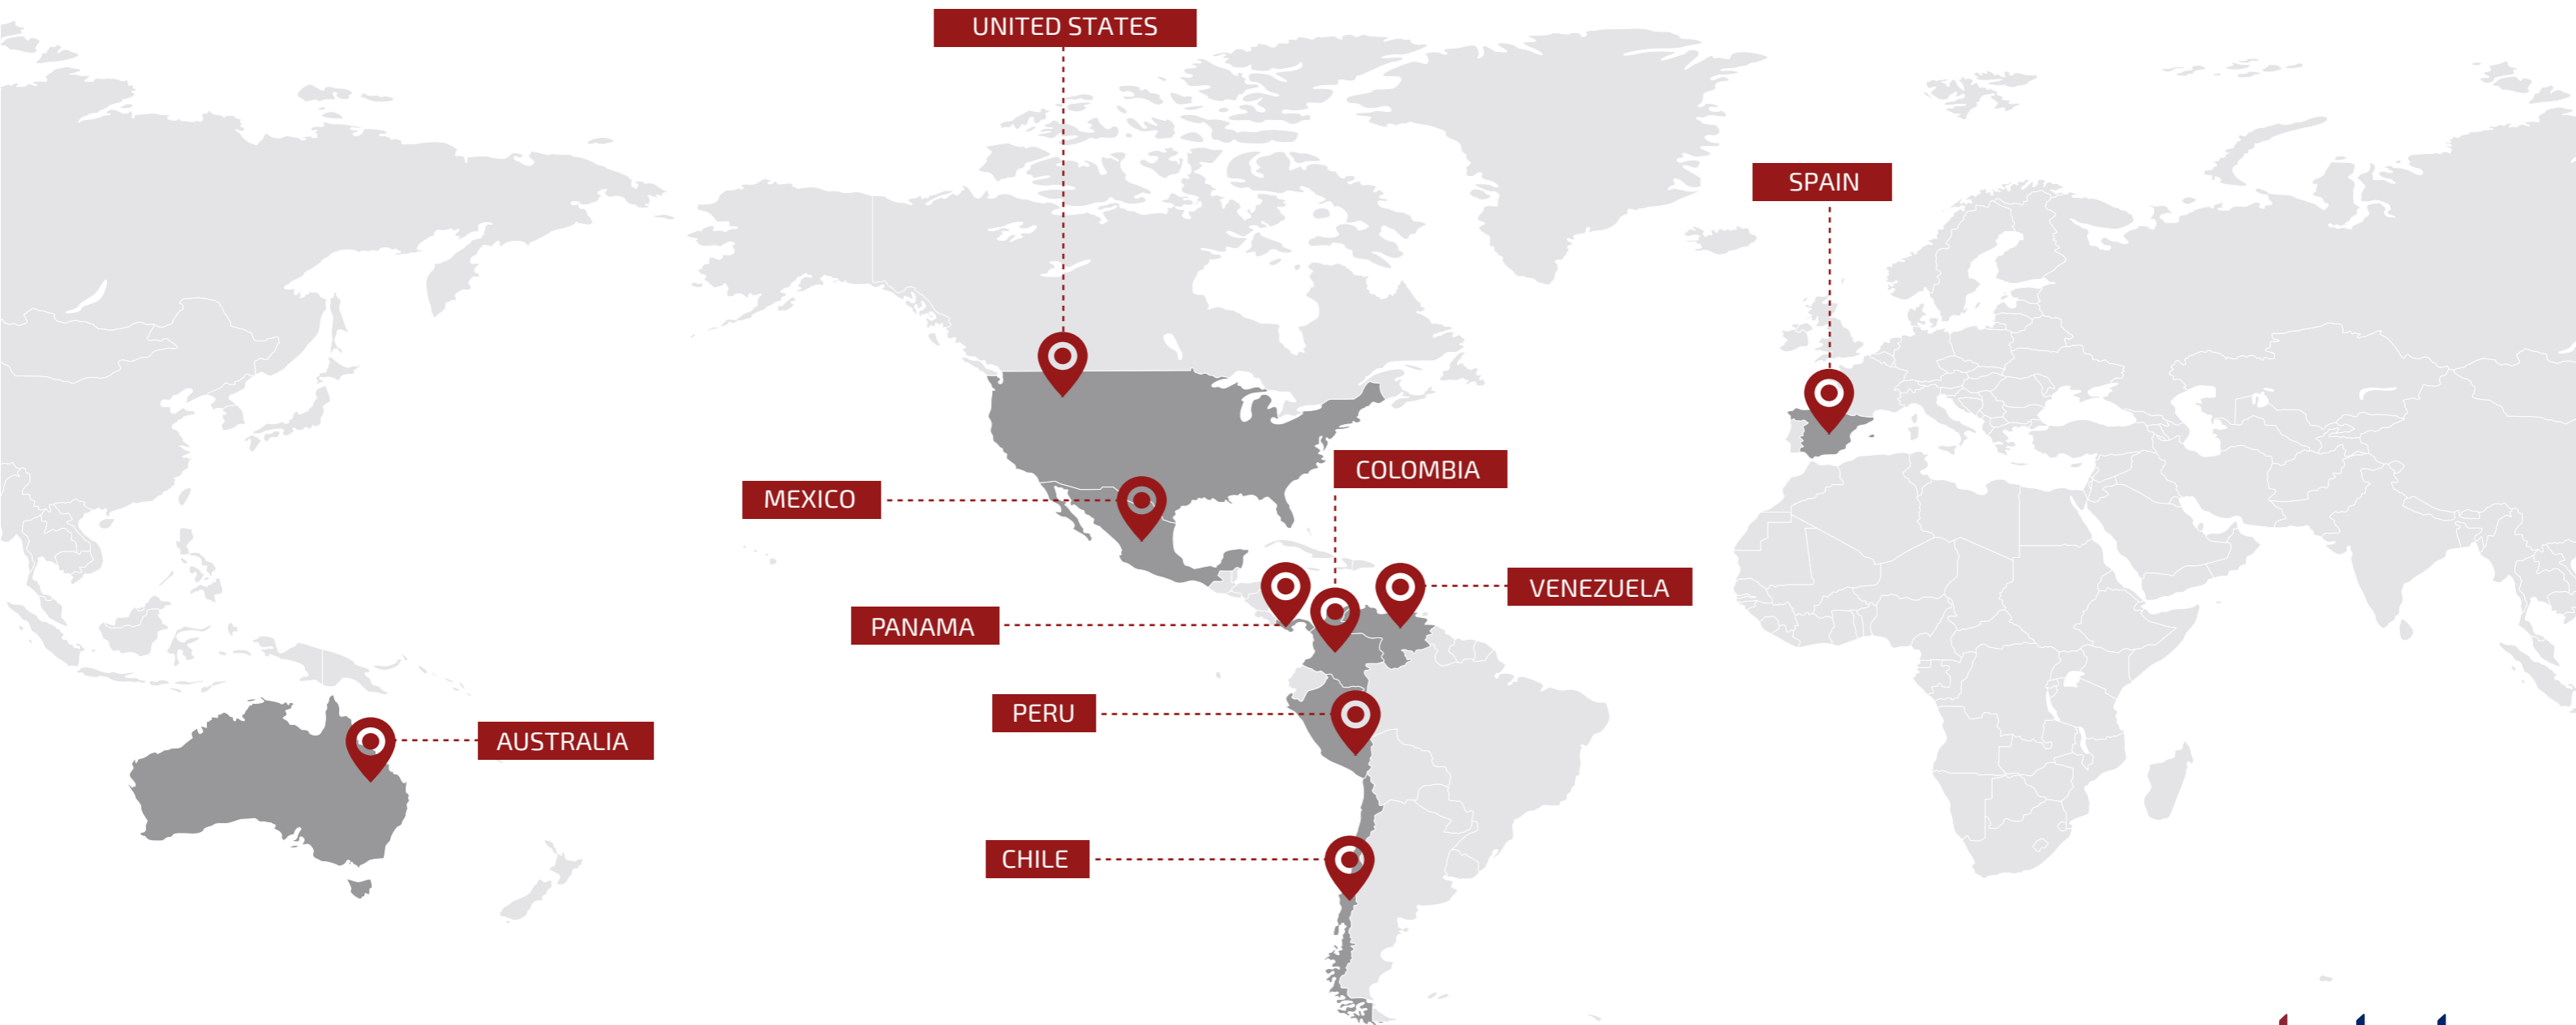 UNITED STATES
SPAIN
COLOMBIA
MEXICO
VENEZUELA
PANAMA
PERU
AUSTRALIA
CHILE